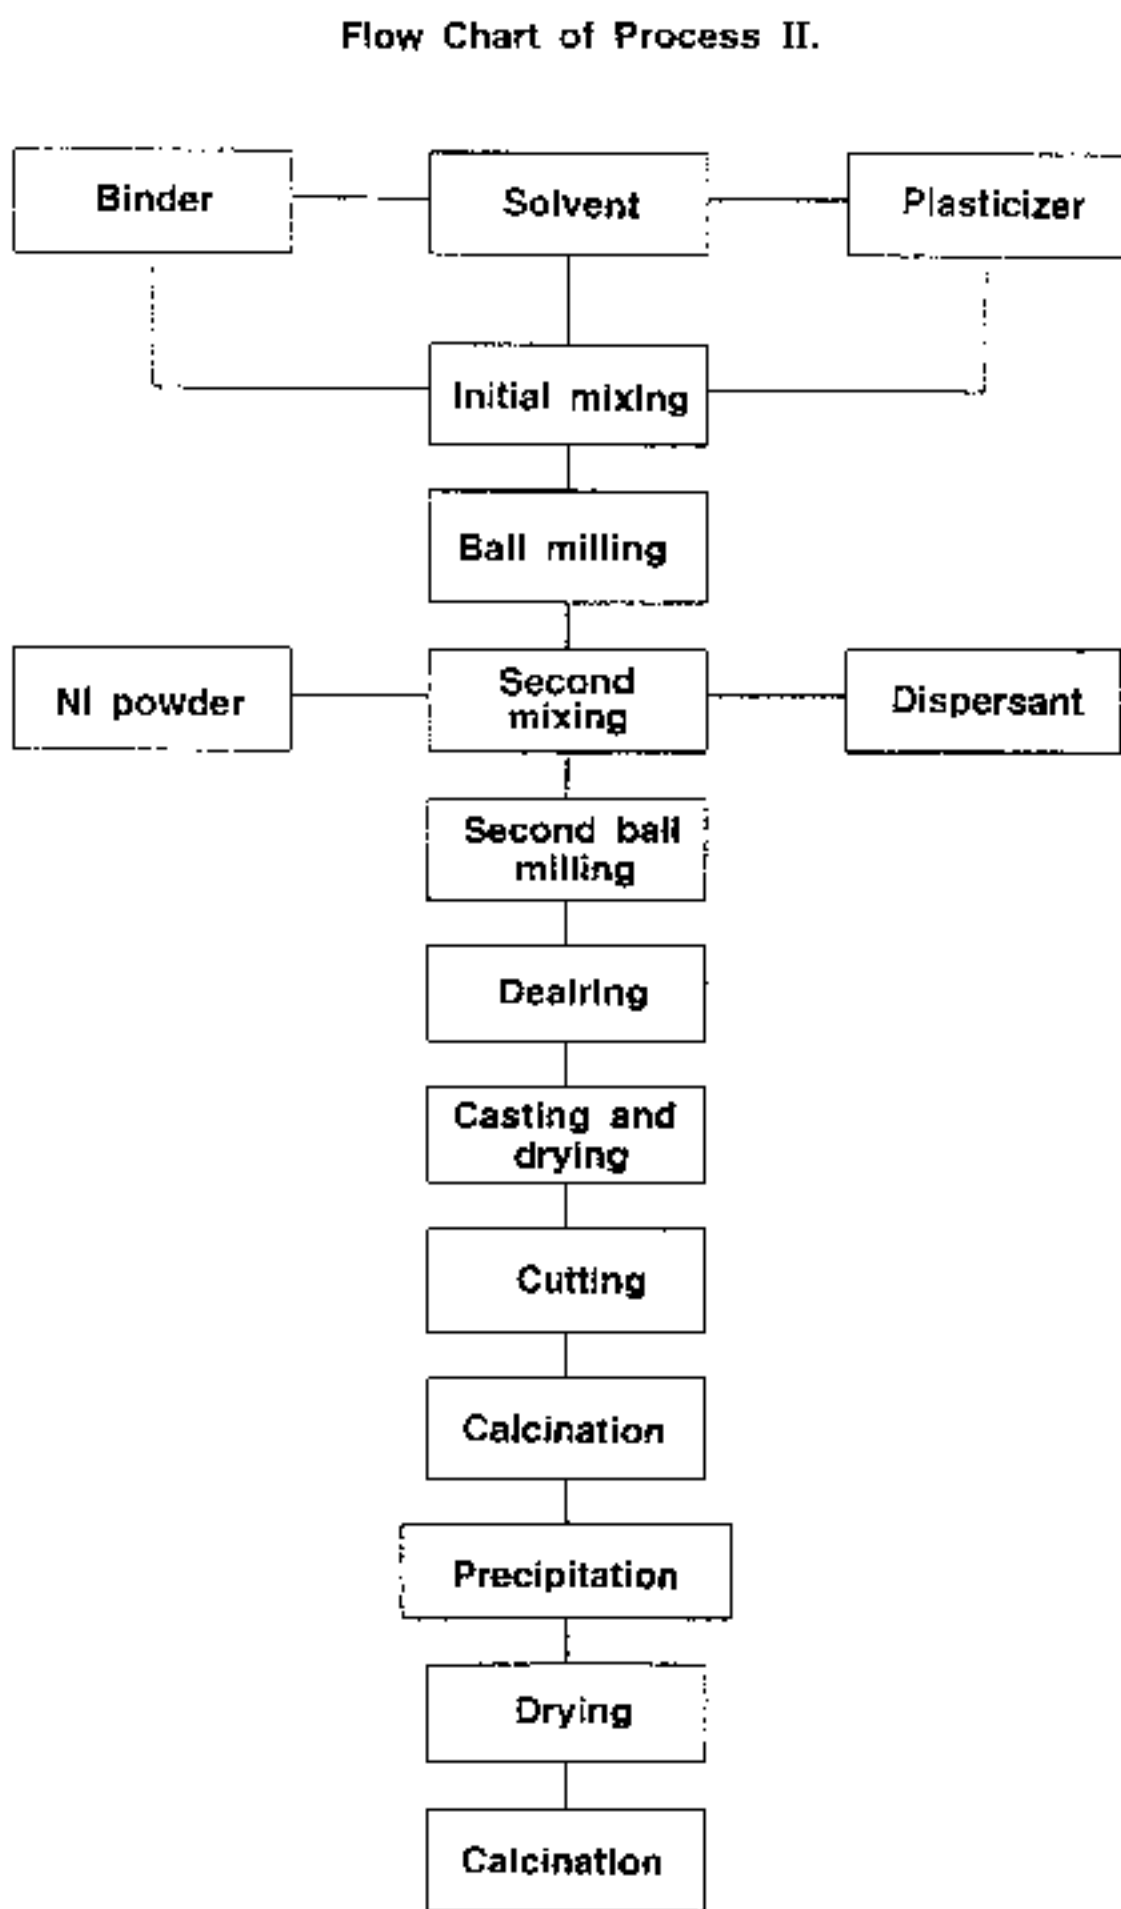 Flow Chart of Process II.
Binder
Solvent
Plasticizer
Initial mixing
Ball milling
Ni powder
Second
mixing
Dispersant
Second ball
milling
Deairing
Casting and
drying
Cutting
Calcination
Precipitation
Drying
Calcination